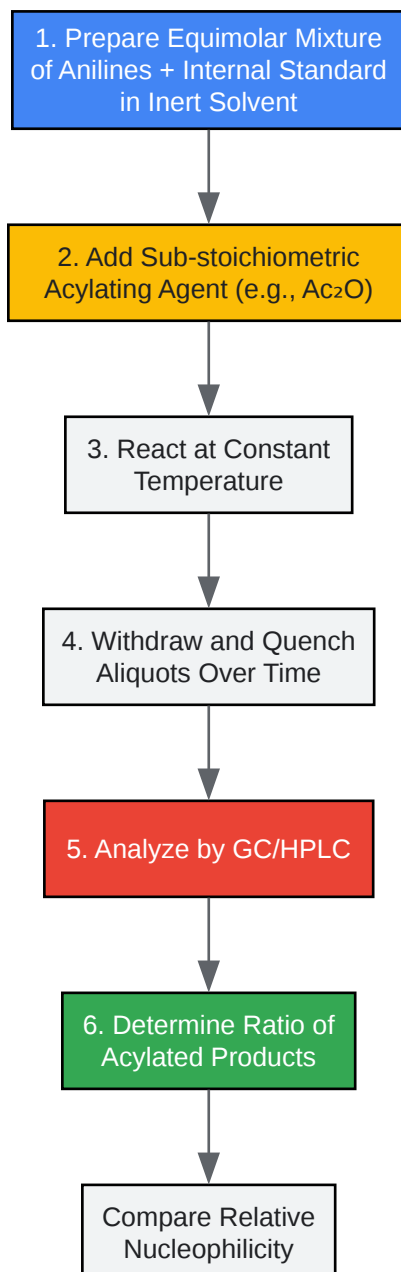 1. Prepare Equimolar Mixture
of Anilines + Internal Standard
in Inert Solvent
2. Add Sub-stoichiometric
Acylating Agent (e.g., Ac₂O)
3. React at Constant
Temperature
4. Withdraw and Quench
Aliquots Over Time
5. Analyze by GC/HPLC
6. Determine Ratio of
Acylated Products
Compare Relative
Nucleophilicity